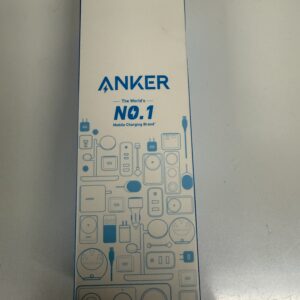 ANKER
The World's
NO.1
Mobile Charging Brand*